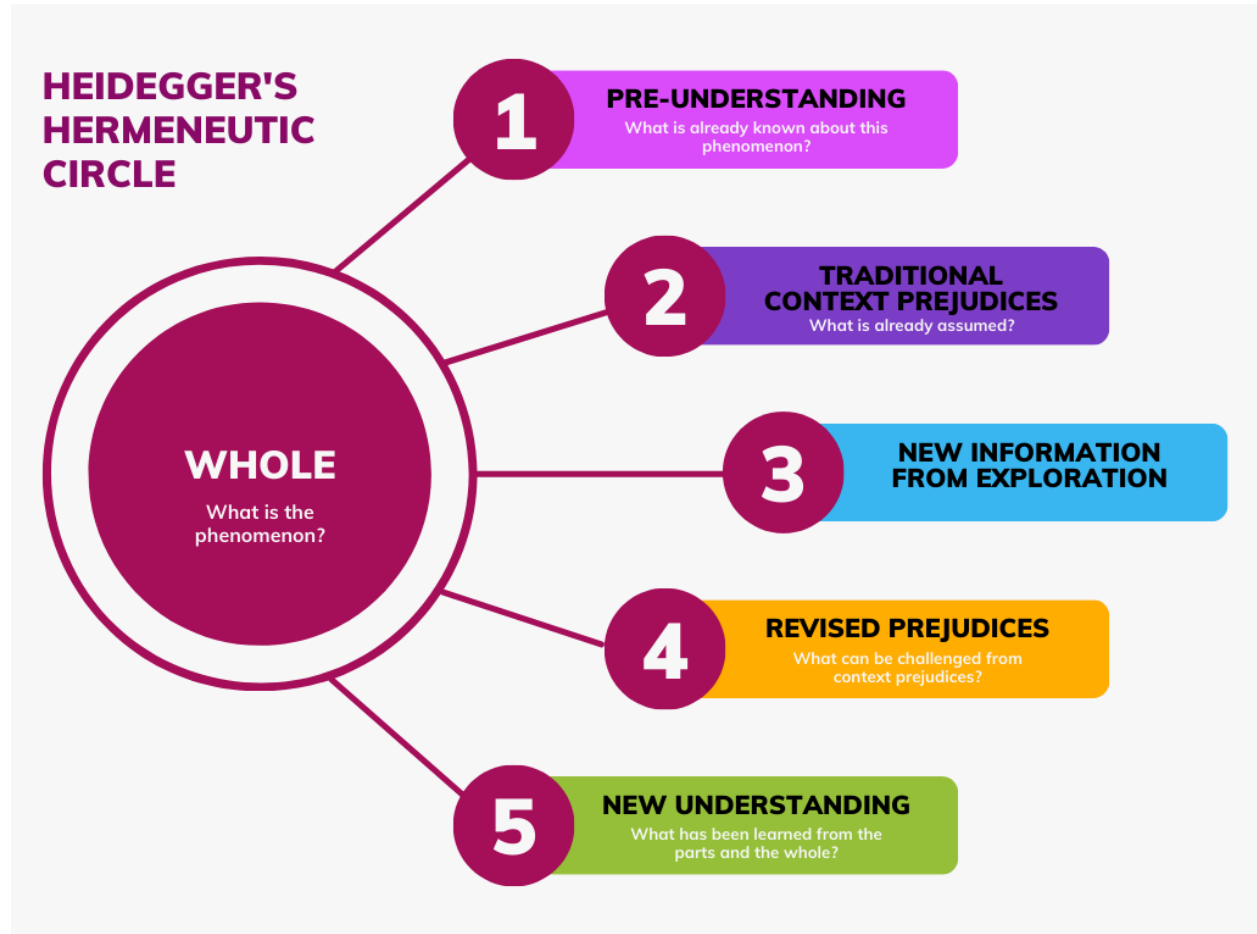 HEIDEGGER'S
HERMENEUTIC
CIRCLE
WHOLE
What is the
phenomenon?
1
PRE-UNDERSTANDING
What is already known about this
phenomenon?
2
TRADITIONAL
CONTEXT PREJUDICES
What is already assumed?
3
NEW INFORMATION
FROM EXPLORATION
4
REVISED PREJUDICES
What can be challenged from
context prejudices?
5
NEW UNDERSTANDING
What has been learned from the
parts and the whole?